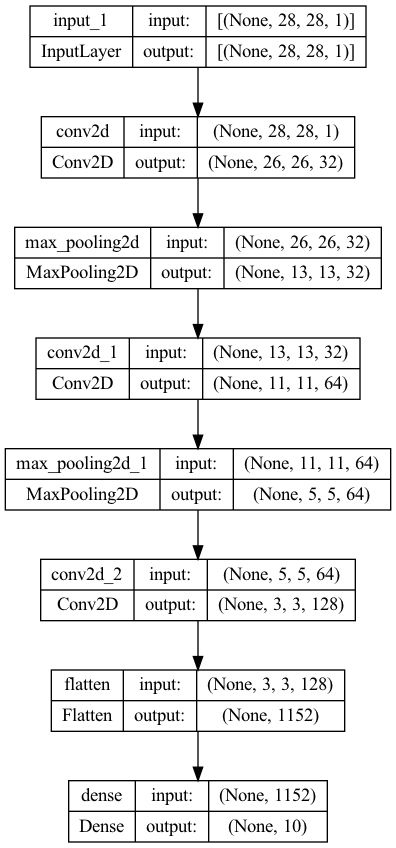 input_1 input: [(None, 28, 28, 1)]
InputLayer output: [(None, 28, 28, 1)]
conv2d input: (None, 28, 28, 1)
Conv2D output: (None, 26, 26, 32)
max_pooling2d input: (None, 26, 26, 32)
MaxPooling2D output: (None, 13, 13, 32)
conv2d_1 input: (None, 13, 13, 32)
Conv2D output: (None, 11, 11, 64)
max_pooling2d_1 input: (None, 11, 11, 64)
MaxPooling2D output: (None, 5, 5, 64)
conv2d_2 input: (None, 5, 5, 64)
Conv2D output: (None, 3, 3, 128)
flatten input: (None, 3, 3, 128)
Flatten output: (None, 1152)
dense input: (None, 1152)
Dense output: (None, 10)